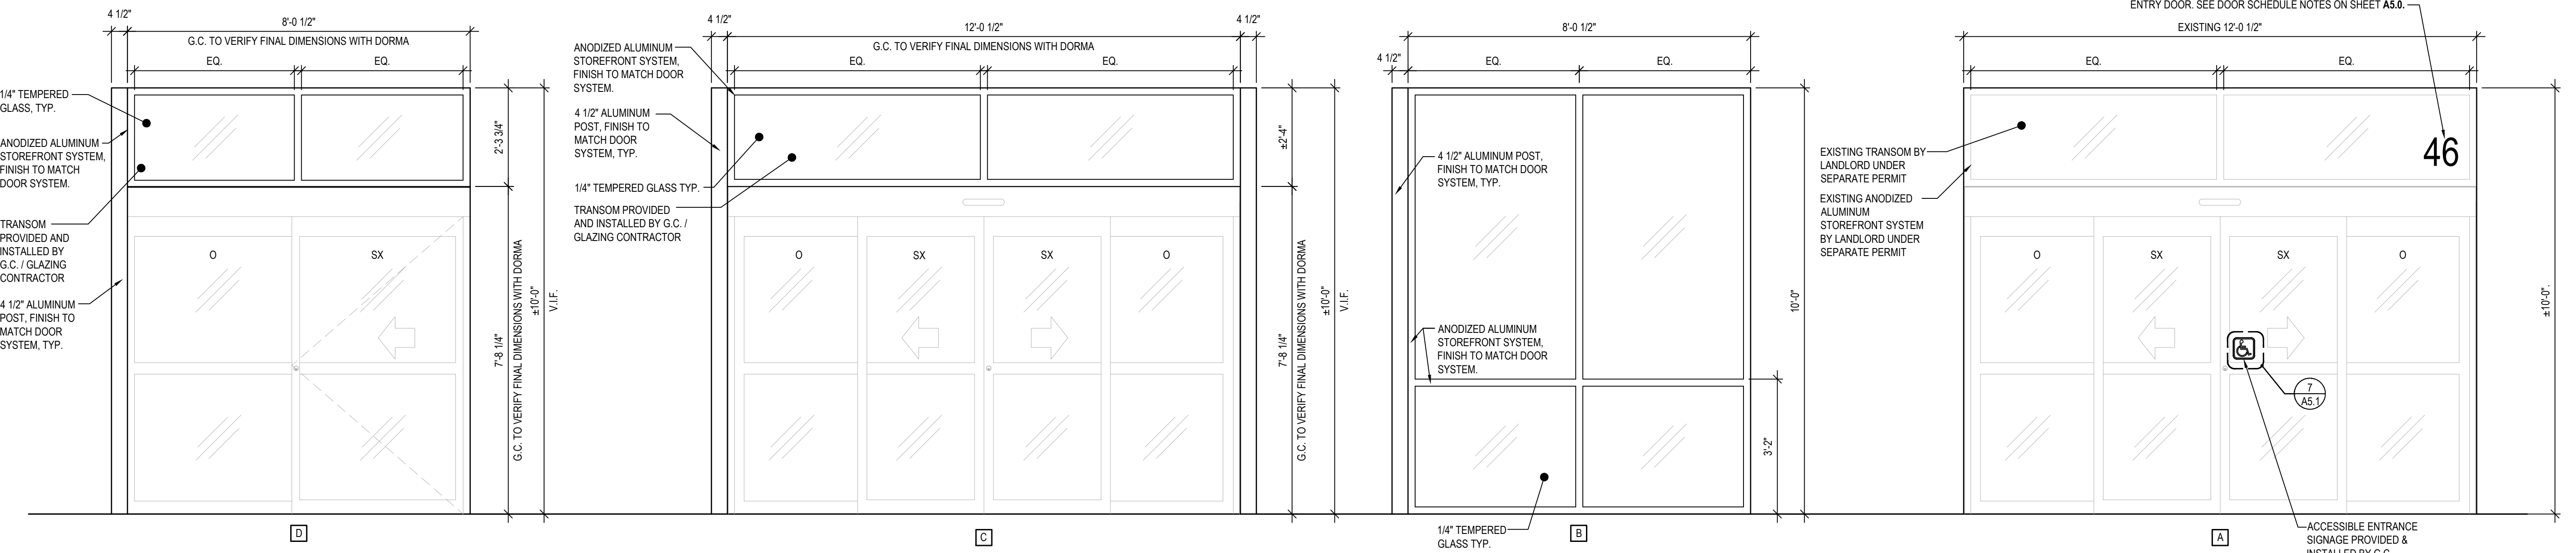 4 1/2"
8'-0 1/2"
G.C. TO VERIFY FINAL DIMENSIONS WITH DORMA
EQ.
EQ.
1/4" TEMPERED
GLASS, TYP.
ANODIZED ALUMINUM
STOREFRONT SYSTEM,
FINISH TO MATCH
DOOR SYSTEM.
TRANSOM
PROVIDED AND
INSTALLED BY
G.C. / GLAZING
CONTRACTOR
4 1/2" ALUMINUM
POST, FINISH TO
MATCH DOOR
SYSTEM, TYP.
O
SX
2'-3 3/4"
7'-8 1/4"
G.C. TO VERIFY FINAL DIMENSIONS WITH DORMA
±10'-0"
V.I.F.
D
4 1/2"
12'-0 1/2"
4 1/2"
G.C. TO VERIFY FINAL DIMENSIONS WITH DORMA
EQ.
EQ.
ANODIZED ALUMINUM
STOREFRONT SYSTEM,
FINISH TO MATCH DOOR
SYSTEM.
4 1/2" ALUMINUM
POST, FINISH TO
MATCH DOOR
SYSTEM, TYP.
1/4" TEMPERED GLASS TYP.
TRANSOM PROVIDED
AND INSTALLED BY G.C. /
GLAZING CONTRACTOR
O
SX
SX
O
±2'-4"
7'-8 1/4"
G.C. TO VERIFY FINAL DIMENSIONS WITH DORMA
±10'-0"
V.I.F.
C
8'-0 1/2"
4 1/2"
EQ.
EQ.
4 1/2" ALUMINUM POST,
FINISH TO MATCH DOOR
SYSTEM, TYP.
ANODIZED ALUMINUM
STOREFRONT SYSTEM,
FINISH TO MATCH DOOR
SYSTEM.
10'-0"
3'-2"
1/4" TEMPERED
GLASS TYP.
B
ENTRY DOOR. SEE DOOR SCHEDULE NOTES ON SHEET A5.0.
EXISTING 12'-0 1/2"
EQ.
EQ.
46
EXISTING TRANSOM BY
LANDLORD UNDER
SEPARATE PERMIT
EXISTING ANODIZED
ALUMINUM
STOREFRONT SYSTEM
BY LANDLORD UNDER
SEPARATE PERMIT
O
SX
SX
O
±10'-0".
7
A5.1
A
ACCESSIBLE ENTRANCE
SIGNAGE PROVIDED &
INSTALLED BY G.C.